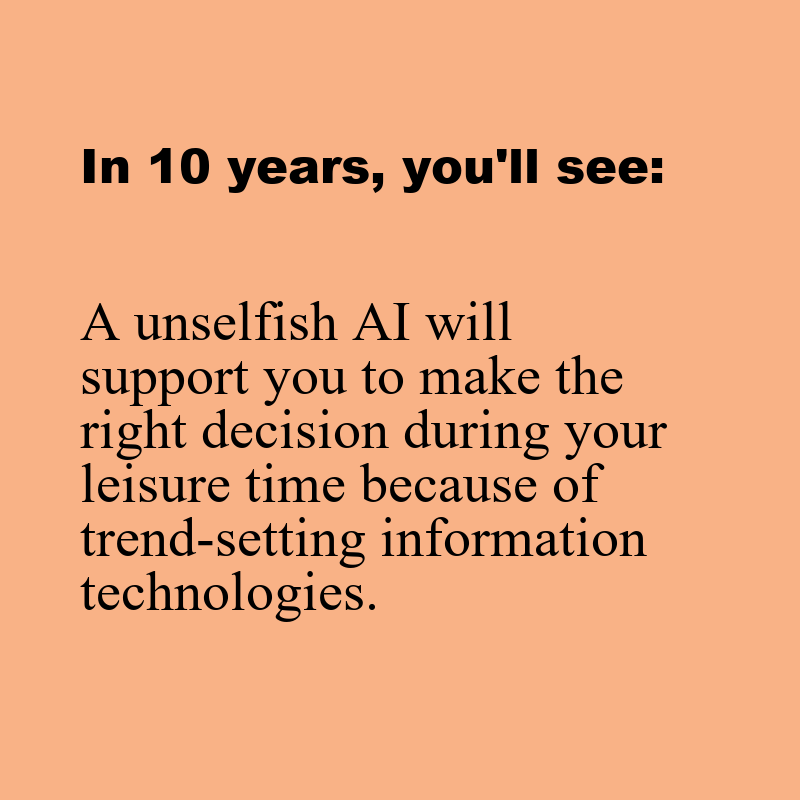 In 10 years, you'll see:
A unselfish AI will
support you to make the
right decision during your
leisure time because of
trend-setting information
technologies.